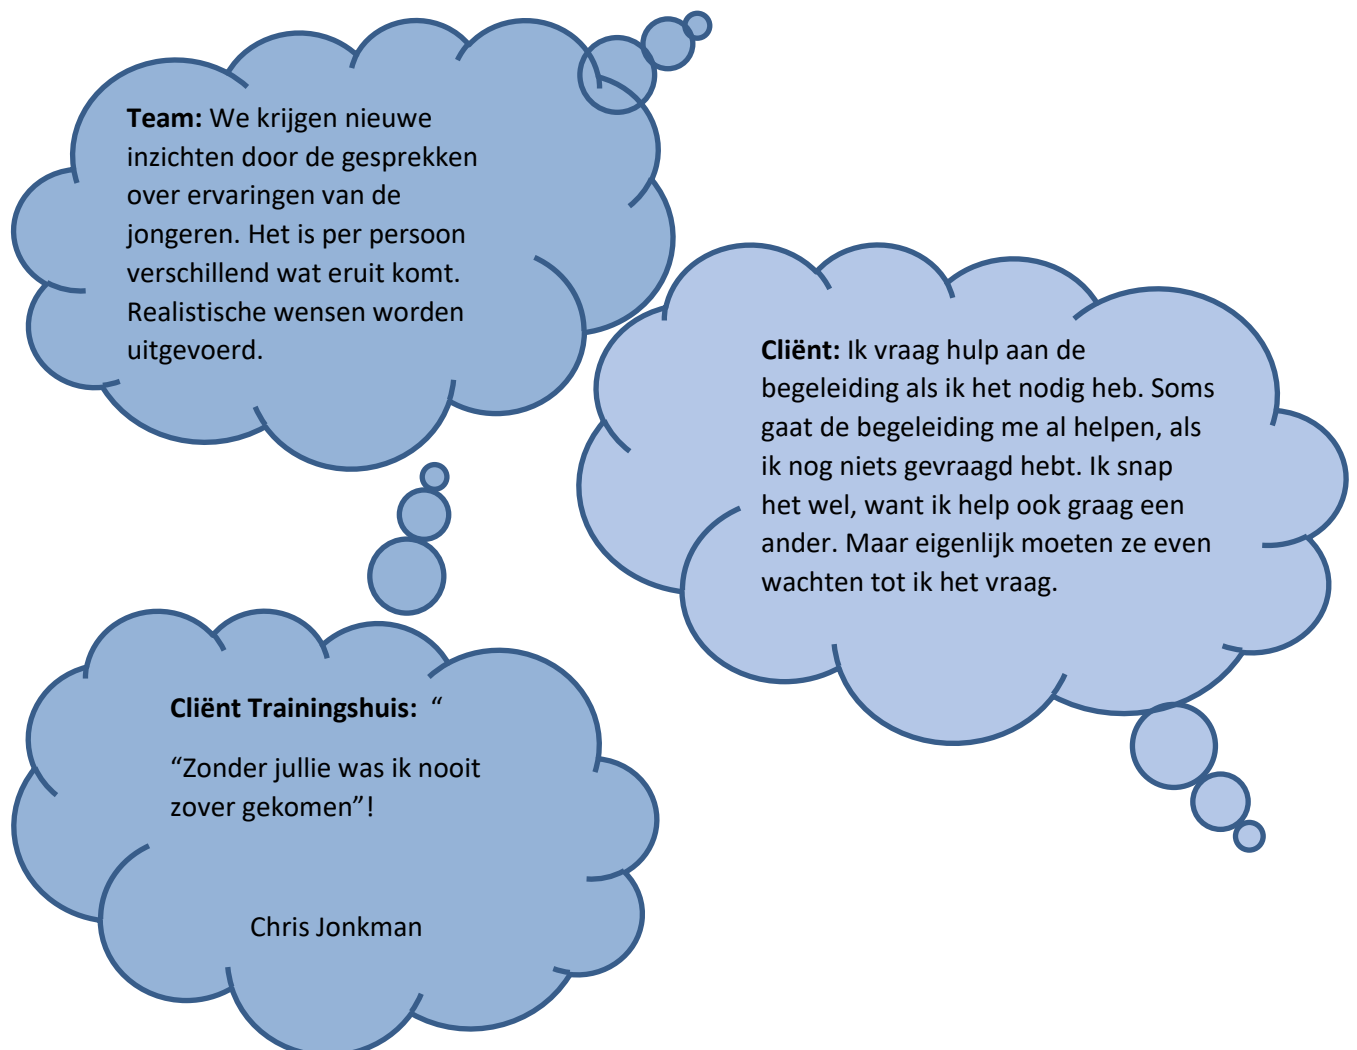 Team: We krijgen nieuwe
inzichten door de gesprekken
over ervaringen van de
jongeren. Het is per persoon
verschillend wat eruit komt.
Realistische wensen worden
uitgevoerd.
Cliënt: Ik vraag hulp aan de
begeleiding als ik het nodig heb. Soms
gaat de begeleiding me al helpen, als
ik nog niets gevraagd hebt. Ik snap
het wel, want ik help ook graag een
ander. Maar eigenlijk moeten ze even
wachten tot ik het vraag.
Cliënt Trainingshuis: “
“Zonder jullie was ik nooit
zover gekomen”!
Chris Jonkman